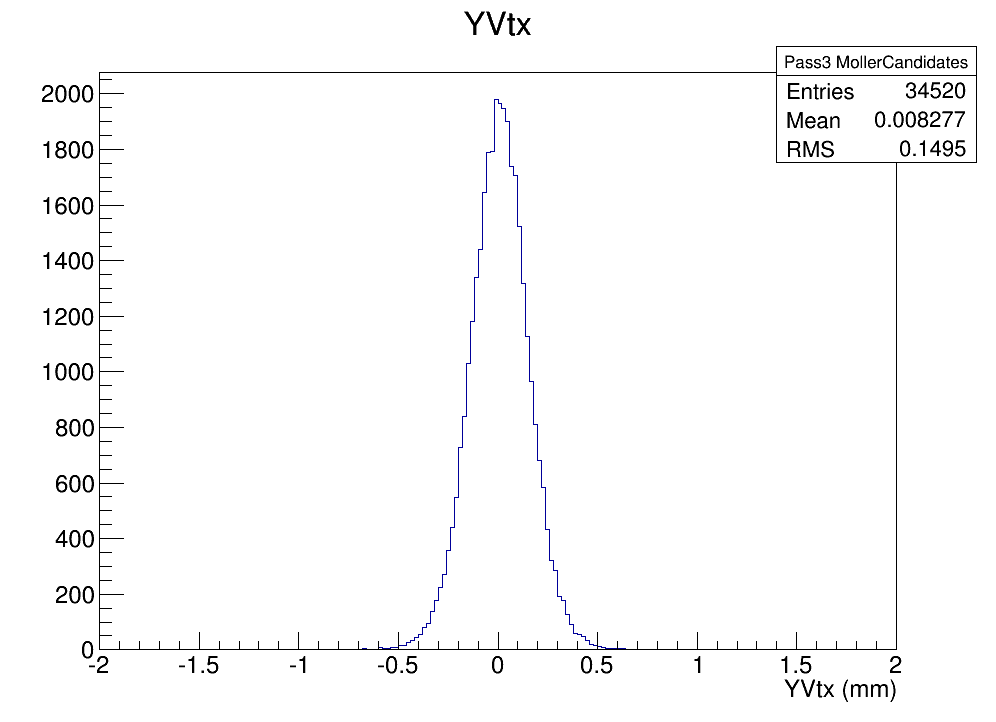 YVtx
Pass3 MollerCandidates
Entries 34520
Mean 0.008277
RMS 0.1495
2000
1800
1600
1400
1200
1000
800
600
400
200
0
-2 -1.5 -1 -0.5 0 0.5 1 1.5 2
YVtx (mm)